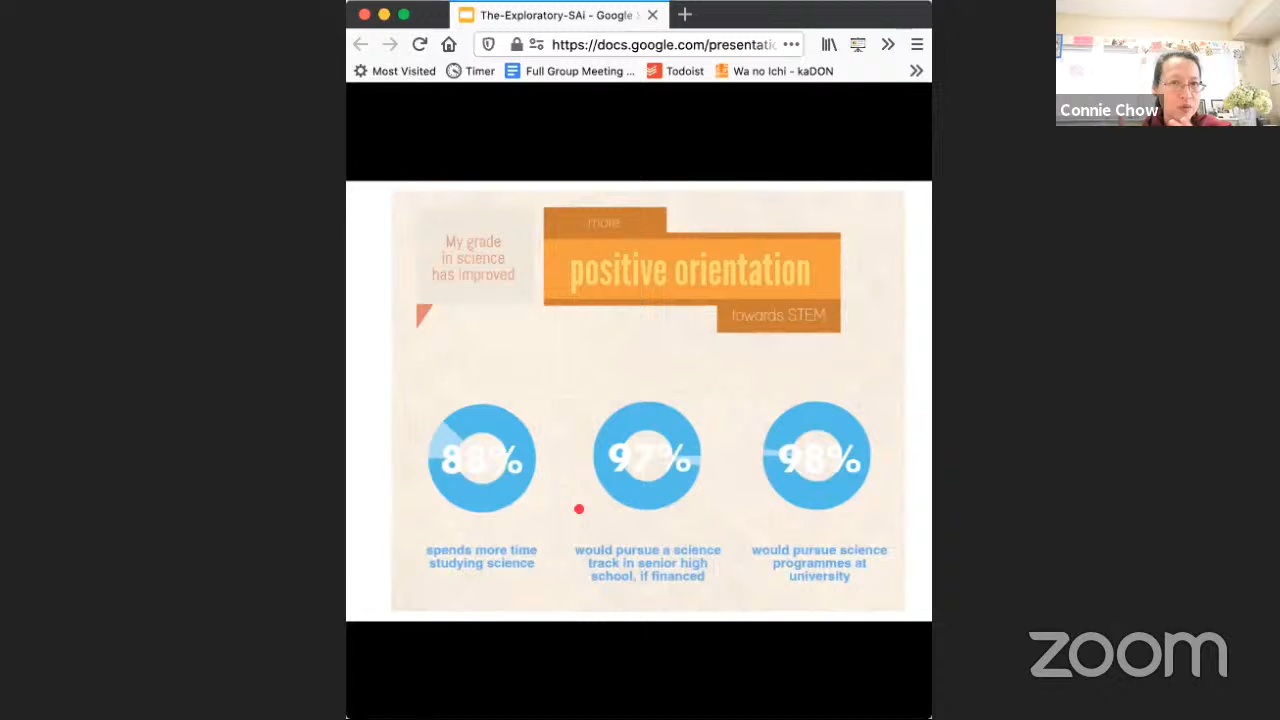 The-Exploratory-SAi - Google
https://docs.google.com/presentatio
Most Visited
Timer
Full Group Meeting ...
Todoist
Wa no Ichi - kaDON
Connie Chow
My grade
in science
has improved
more
positive orientation
towards STEM
88%
97%
98%
spends more time
studying science
would pursue a science
track in senior high
school, if financed
would pursue science
programmes at
university
zoom